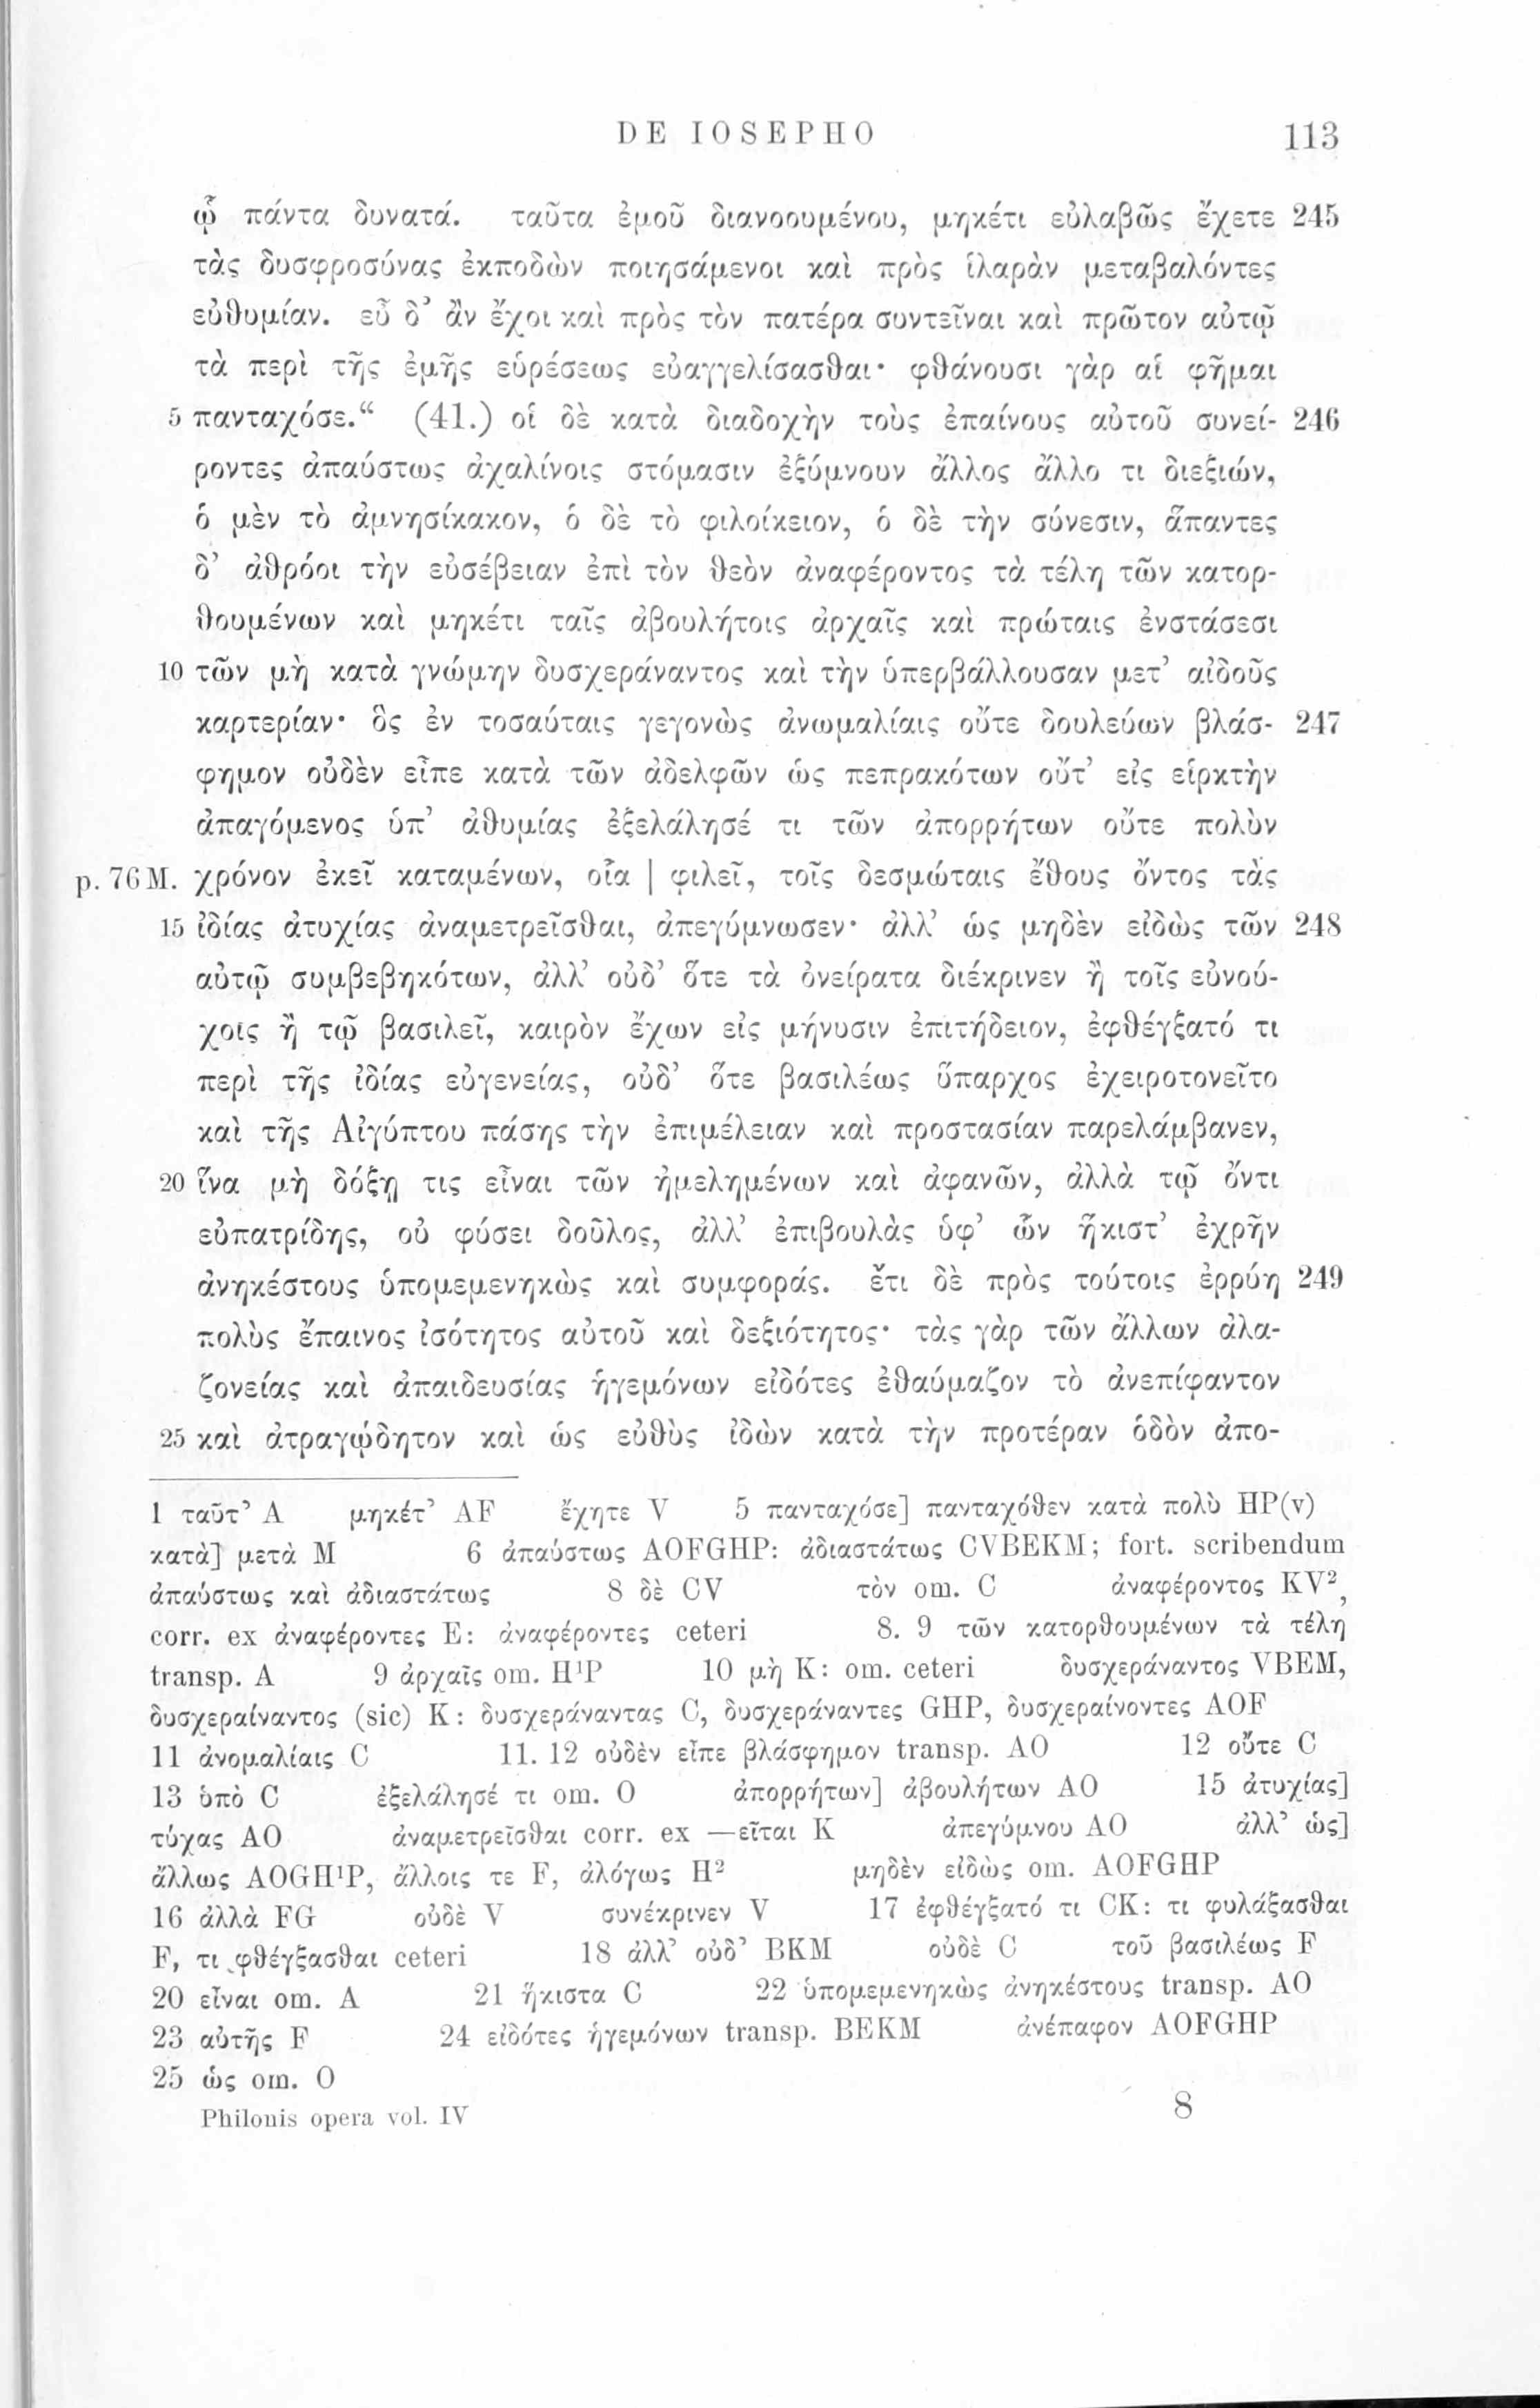 DE IOSEPHO 113
ᾧ πάντα δυνατά. ταῦτα ἐμοῦ διανοουμένου, μηκέτι εὐλαβῶς ἔχετε 245
τὰς δυσφροσύνας ἐκποδὼν ποιησάμενοι καὶ πρὸς ἱλαρὰν μεταβαλόντες
εὐθυμίαν. εὖ δ’ ἂν ἔχοι καὶ πρὸς τὸν πατέρα συντεῖναι καὶ πρῶτον αὐτῷ
τὰ περὶ τῆς ἐμῆς εὑρέσεως εὐαγγελίσασθαι· φθάνουσι γὰρ αἱ φῆμαι
5 πανταχόσε.“ (41.) οἱ δὲ κατὰ διαδοχὴν τοὺς ἐπαίνους αὐτοῦ συνεί- 246
ροντες ἀπαύστως ἀχαλίνοις στόμασιν ἐξύμνουν ἄλλος ἄλλο τι διεξιών,
ὁ μὲν τὸ ἀμνησίκακον, ὁ δὲ τὸ φιλοίκειον, ὁ δὲ τὴν σύνεσιν, ἅπαντες
δ’ ἀθρόοι τὴν εὐσέβειαν ἐπὶ τὸν θεὸν ἀναφέροντος τὰ τέλη τῶν κατορ-
θουμένων καὶ μηκέτι ταῖς ἀβουλήτοις ἀρχαῖς καὶ πρώταις ἐνστάσεσι
10 τῶν μὴ κατὰ γνώμην δυσχεράναντος καὶ τὴν ὑπερβάλλουσαν μετ’ αἰδοῦς
καρτερίαν· ὃς ἐν τοσαύταις γεγονὼς ἀνωμαλίαις οὔτε δουλεύων βλάσ- 247
φημον οὐδὲν εἶπε κατὰ τῶν ἀδελφῶν ὡς πεπρακότων οὔτ’ εἰς εἱρκτὴν
ἀπαγόμενος ὑπ’ ἀθυμίας ἐξελάλησέ τι τῶν ἀπορρήτων οὔτε πολὺν
p. 76 M. χρόνον ἐκεῖ καταμένων, οἷα | φιλεῖ, τοῖς δεσμώταις ἔθους ὄντος τὰς
15 ἰδίας ἀτυχίας ἀναμετρεῖσθαι, ἀπεγύμνωσεν· ἀλλ’ ὡς μηδὲν εἰδὼς τῶν 248
αὐτῷ συμβεβηκότων, ἀλλ’ οὐδ’ ὅτε τὰ ὀνείρατα διέκρινεν ἢ τοῖς εὐνού-
χοις ἢ τῷ βασιλεῖ, καιρὸν ἔχων εἰς μήνυσιν ἐπιτήδειον, ἐφθέγξατό τι
περὶ τῆς ἰδίας εὐγενείας, οὐδ’ ὅτε βασιλέως ὕπαρχος ἐχειροτονεῖτο
καὶ τῆς Αἰγύπτου πάσης τὴν ἐπιμέλειαν καὶ προστασίαν παρελάμβανεν,
20 ἵνα μὴ δόξῃ τις εἶναι τῶν ἠμελημένων καὶ ἀφανῶν, ἀλλὰ τῷ ὄντι
εὐπατρίδης, οὐ φύσει δοῦλος, ἀλλ’ ἐπιβουλὰς ὑφ’ ὧν ἥκιστ’ ἐχρῆν
ἀνηκέστους ὑπομεμενηκὼς καὶ συμφοράς. ἔτι δὲ πρὸς τούτοις ἐρρύη 249
πολὺς ἔπαινος ἰσότητος αὐτοῦ καὶ δεξιότητος· τὰς γὰρ τῶν ἄλλων ἀλα-
ζονείας καὶ ἀπαιδευσίας ἡγεμόνων εἰδότες ἐθαύμαζον τὸ ἀνεπίφαντον
25 καὶ ἀτραγῴδητον καὶ ὡς εὐθὺς ἰδὼν κατὰ τὴν προτέραν ὁδὸν ἀπο-
1 ταῦτ’ A μηκέτ’ AF ἔχητε V 5 πανταχόσε] πανταχόθεν κατὰ πολὺ HP(v)
κατὰ] μετὰ M 6 ἀπαύστως AOFGHP: ἀδιαστάτως CVBEKM; fort. scribendum
ἀπαύστως καὶ ἀδιαστάτως 8 δὲ CV τὸν om. C ἀναφέροντος KV²,
corr. ex ἀναφέροντες E: ἀναφέροντες ceteri 8. 9 τῶν κατορθουμένων τὰ τέλη
transp. A 9 ἀρχαῖς om. H¹P 10 μὴ K: om. ceteri δυσχεράναντος VBEM,
δυσχεραίναντος (sic) K: δυσχεράναντας C, δυσχεράναντες GHP, δυσχεραίνοντες AOF
11 ἀνομαλίαις C 11. 12 οὐδὲν εἶπε βλάσφημον transp. AO 12 οὔτε C
13 ὑπὸ C ἐξελάλησέ τι om. O ἀπορρήτων] ἀβουλήτων AO 15 ἀτυχίας]
τύχας AO ἀναμετρεῖσθαι corr. ex —εῖται K ἀπεγύμνου AO ἀλλ’ ὡς]
ἄλλως AOGH¹P, ἄλλοις τε F, ἀλόγως H² μηδὲν εἰδὼς om. AOFGHP
16 ἀλλὰ FG οὐδὲ V συνέκρινεν V 17 ἐφθέγξατό τι CK: τι φυλάξασθαι
F, τι φθέγξασθαι ceteri 18 ἀλλ’ οὐδ’ BKM οὐδὲ C τοῦ βασιλέως F
20 εἶναι om. A 21 ἥκιστα C 22 ὑπομεμενηκὼς ἀνηκέστους transp. AO
23 αὐτῆς F 24 εἰδότες ἡγεμόνων transp. BEKM ἀνέπαφον AOFGHP
25 ὡς om. O
Philonis opera vol. IV 8